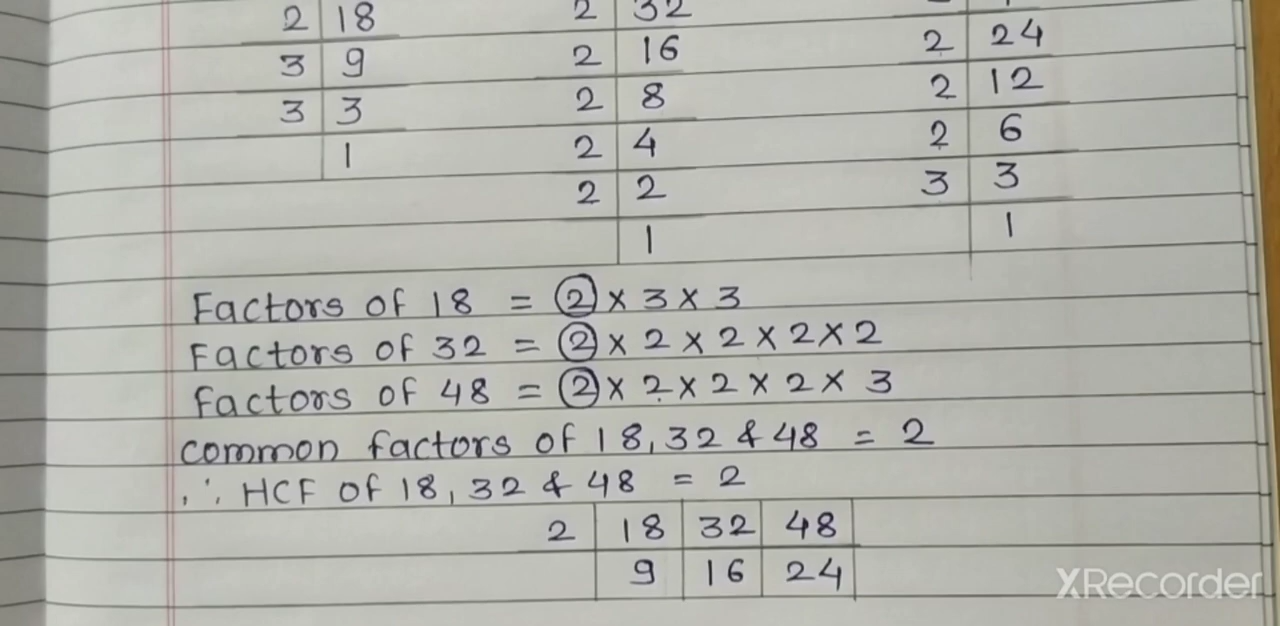 2 | 18    2 | 32
3 | 9    2 | 16    2 | 24
3 | 3    2 | 8    2 | 12
1    2 | 4    2 | 6
2 | 2    3 | 3
1    1
Factors of 18 = 2 × 3 × 3
Factors of 32 = 2 × 2 × 2 × 2 × 2
Factors of 48 = 2 × 2 × 2 × 2 × 3
common factors of 18, 32 & 48 = 2
∴ HCF of 18, 32 & 48 = 2
2 | 18 | 32 | 48
9 | 16 | 24
XRecorder